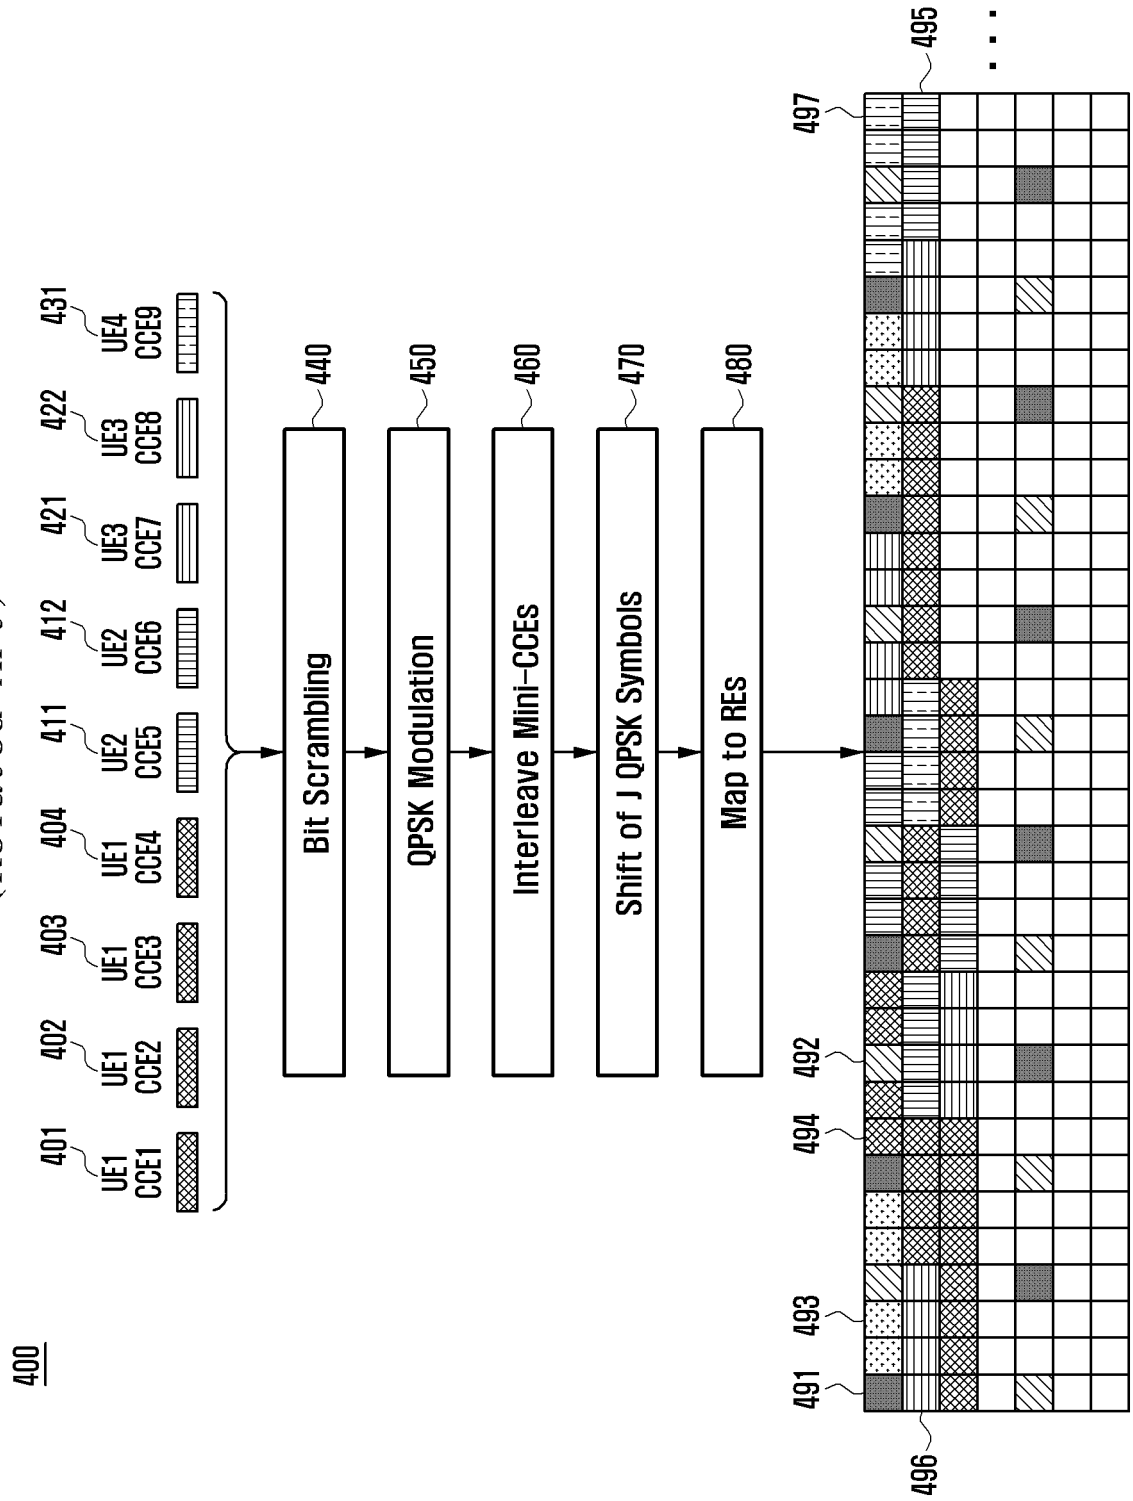 400
401 402 403 404 411 412 421 422 431
UE1 UE1 UE1 UE1 UE2 UE2 UE3 UE3 UE4
CCE1 CCE2 CCE3 CCE4 CCE5 CCE6 CCE7 CCE8 CCE9
Bit Scrambling 440
QPSK Modulation 450
Interleave Mini-CCEs 460
Shift of J QPSK Symbols 470
Map to REs 480
491 493 494 492 497
496 495
...